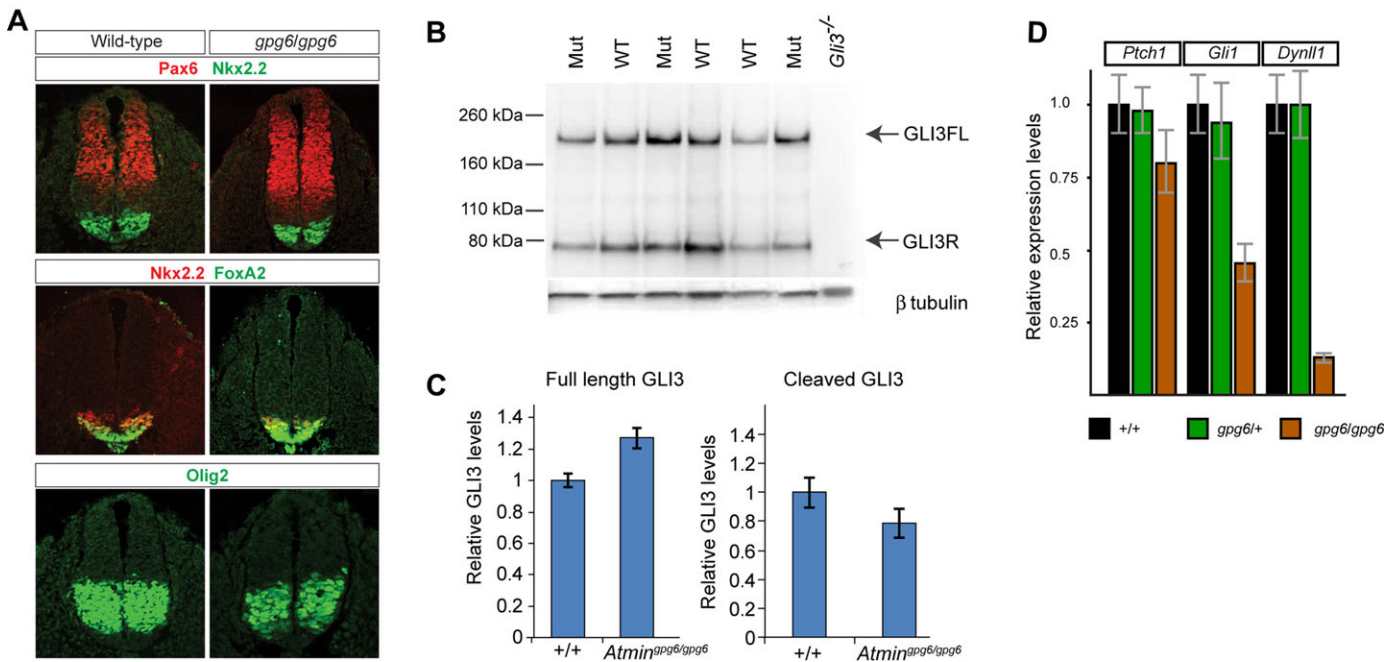 A
Wild-type gpg6/gpg6
Pax6 Nkx2.2
Nkx2.2 FoxA2
Olig2
B
Mut WT Mut WT WT Mut Gli3-/-
260 kDa
160 kDa
110 kDa
80 kDa
GLI3FL
GLI3R
β tubulin
C
Full length GLI3
Relative GLI3 levels
1.4
1.2
1
0.8
0.6
0.4
0.2
0
+/+ Atmingpg6/gpg6
Cleaved GLI3
Relative GLI3 levels
1.4
1.2
1
0.8
0.6
0.4
0.2
0
+/+ Atmingpg6/gpg6
D
Ptch1 Gli1 Dynll1
Relative expression levels
1.0
0.75
0.5
0.25
+/+ gpg6/+ gpg6/gpg6